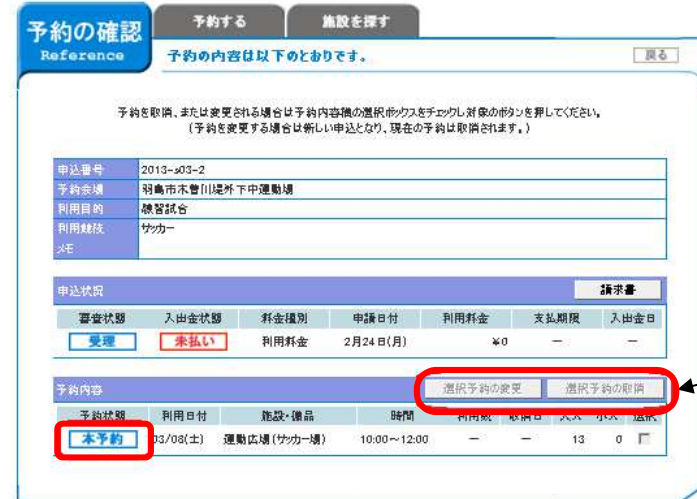 予約の確認
Reference
予約する
施設を探す
予約の内容は以下のとおりです。
戻る
予約を取消、または変更される場合は予約内容欄の選択ボックスをチェックし対象のボタンを押してください。
(予約を変更する場合は新しい申込となり、現在の予約は取消されます。)
申込番号 2013-s03-2
予約会場 羽島市木曽川堤外下中運動場
利用目的 練習試合
利用競技 サッカー
メモ
申込状況 請求書
審査状態 入出金状態 料金種別 申請日付 利用料金 支払期限 入出金日
受理 未払い 利用料金 2月24日(月) ¥0 — —
予約内容 選択予約の変更 選択予約の取消
予約状態 利用日付 施設・備品 時間 利用数 取消日 大人 小人 選択
本予約 03/08(土) 運動広場(サッカー場) 10:00～12:00 — — 13 0